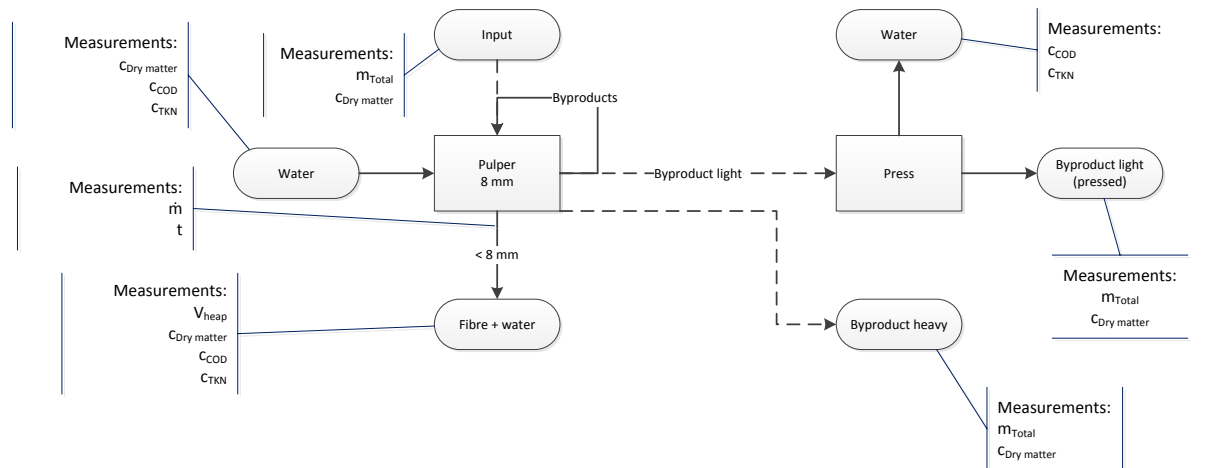 Measurements:
cDry matter
cCOD
cTKN
Measurements:
mTotal
cDry matter
Input
Water
Measurements:
cCOD
cTKN
Byproducts
Water
Pulper
8 mm
Byproduct light
Press
Byproduct light
(pressed)
Measurements:
ṁ
t
< 8 mm
Measurements:
mTotal
cDry matter
Measurements:
Vheap
cDry matter
cCOD
cTKN
Fibre + water
Byproduct heavy
Measurements:
mTotal
cDry matter